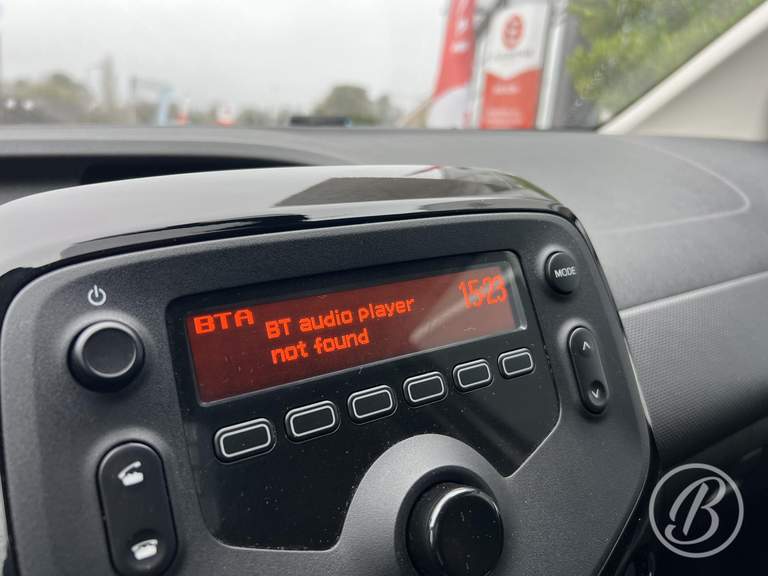 BTA
BT audio player
not found
15:23
MODE
B